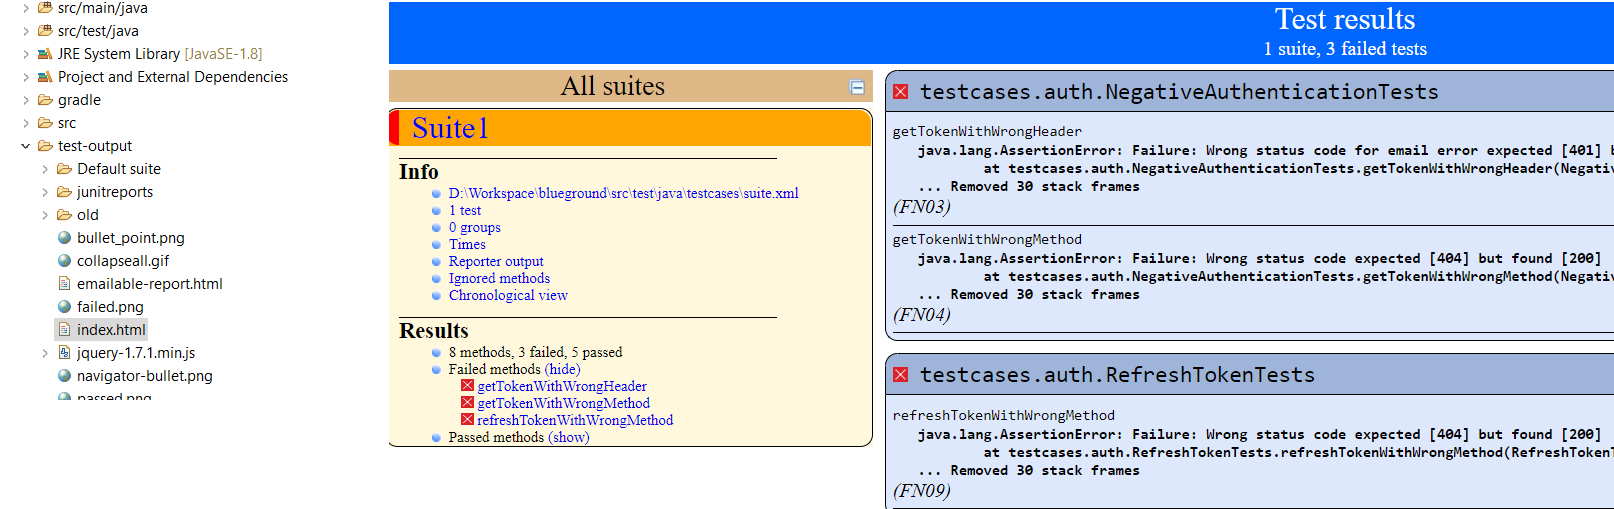 src/main/java
src/test/java
JRE System Library [JavaSE-1.8]
Project and External Dependencies
gradle
src
test-output
Default suite
junitreports
old
bullet_point.png
collapseall.gif
emailable-report.html
failed.png
index.html
jquery-1.7.1.min.js
navigator-bullet.png
passed.png
Test results
1 suite, 3 failed tests
All suites
Suite1
Info
D:\Workspace\blueground\src\test\java\testcases\suite.xml
1 test
0 groups
Times
Reporter output
Ignored methods
Chronological view
Results
8 methods, 3 failed, 5 passed
Failed methods (hide)
getTokenWithWrongHeader
getTokenWithWrongMethod
refreshTokenWithWrongMethod
Passed methods (show)
testcases.auth.NegativeAuthenticationTests
getTokenWithWrongHeader
java.lang.AssertionError: Failure: Wrong status code for email error expected [401] b
at testcases.auth.NegativeAuthenticationTests.getTokenWithWrongHeader(Negativ
... Removed 30 stack frames
(FN03)
getTokenWithWrongMethod
java.lang.AssertionError: Failure: Wrong status code expected [404] but found [200]
at testcases.auth.NegativeAuthenticationTests.getTokenWithWrongMethod(Negativ
... Removed 30 stack frames
(FN04)
testcases.auth.RefreshTokenTests
refreshTokenWithWrongMethod
java.lang.AssertionError: Failure: Wrong status code expected [404] but found [200]
at testcases.auth.RefreshTokenTests.refreshTokenWithWrongMethod(RefreshToken
... Removed 30 stack frames
(FN09)